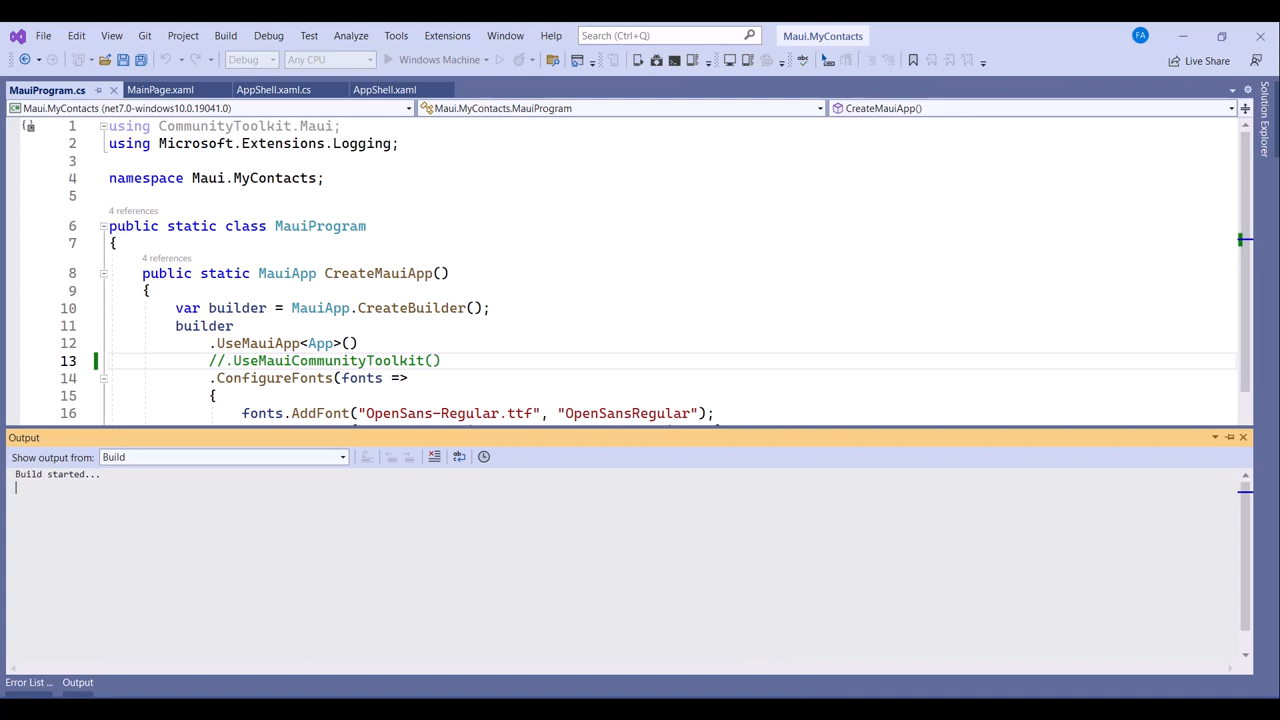 File Edit View Git Project Build Debug Test Analyze Tools Extensions Window Help Search (Ctrl+Q) Maui.MyContacts FA
Debug Any CPU Windows Machine Live Share
MauiProgram.cs MainPage.xaml AppShell.xaml.cs AppShell.xaml
Maui.MyContacts (net7.0-windows10.0.19041.0) Maui.MyContacts.MauiProgram CreateMauiApp()
Solution Explorer
1 using CommunityToolkit.Maui;
2 using Microsoft.Extensions.Logging;
3
4 namespace Maui.MyContacts;
5
4 references
6 public static class MauiProgram
7 {
4 references
8 public static MauiApp CreateMauiApp()
9 {
10 var builder = MauiApp.CreateBuilder();
11 builder
12 .UseMauiApp<App>()
13 //.UseMauiCommunityToolkit()
14 .ConfigureFonts(fonts =>
15 {
16 fonts.AddFont("OpenSans-Regular.ttf", "OpenSansRegular");
Output
Show output from: Build
Build started...
Error List ... Output